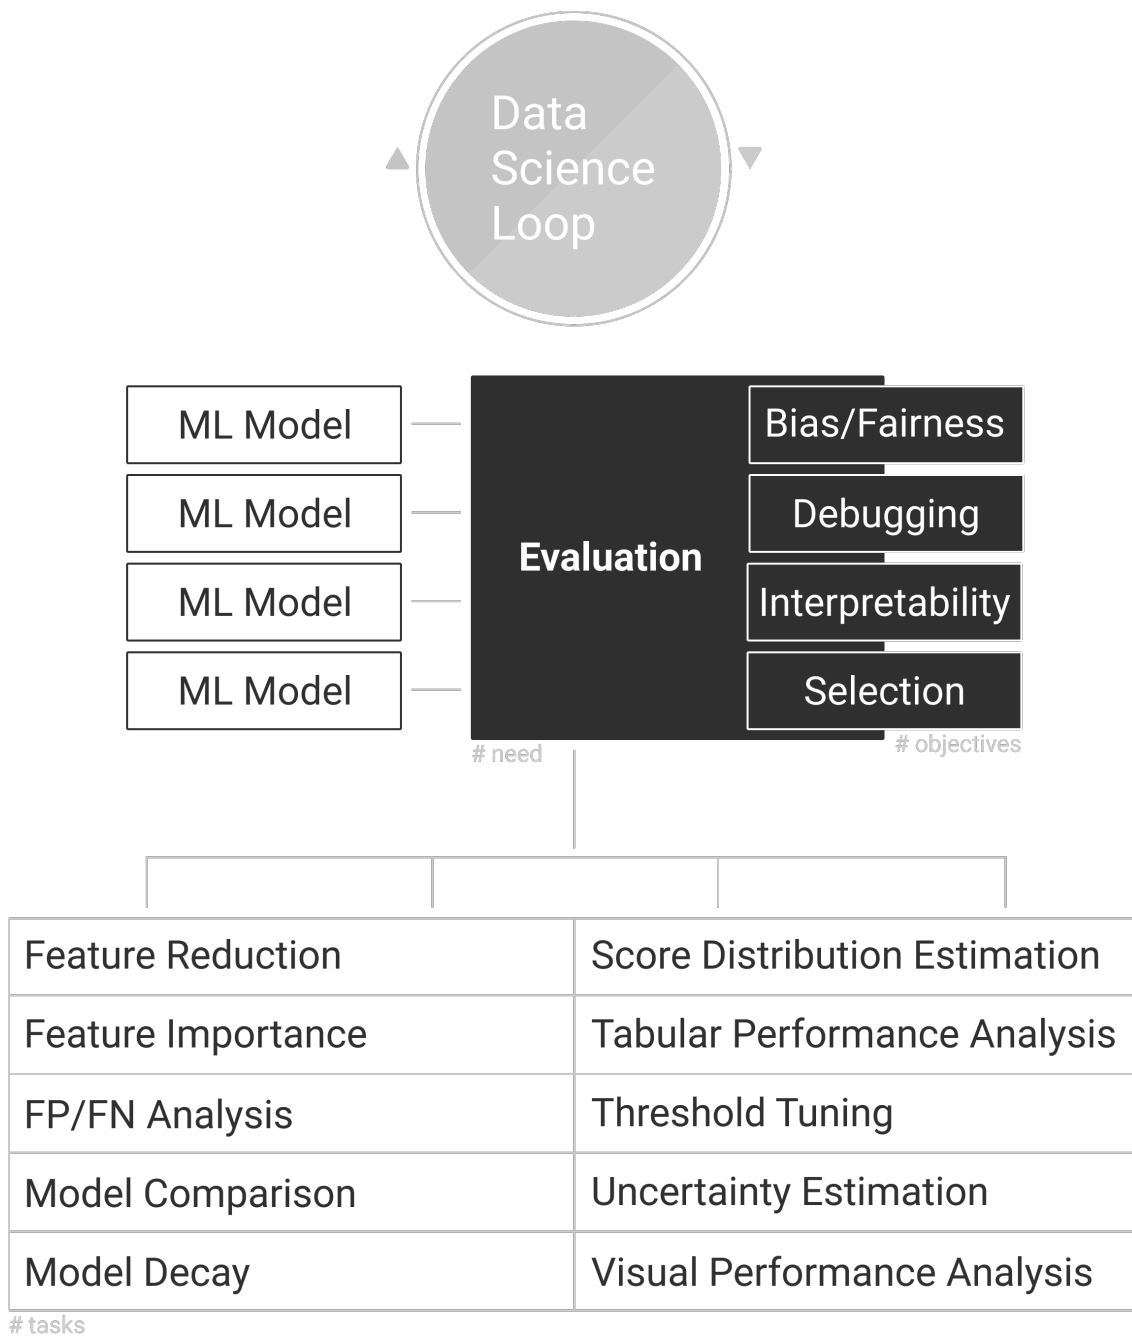 Data
Science
Loop
ML Model
ML Model
ML Model
ML Model
Evaluation
Bias/Fairness
Debugging
Interpretability
Selection
# need
# objectives
Feature Reduction
Score Distribution Estimation
Feature Importance
Tabular Performance Analysis
FP/FN Analysis
Threshold Tuning
Model Comparison
Uncertainty Estimation
Model Decay
Visual Performance Analysis
# tasks